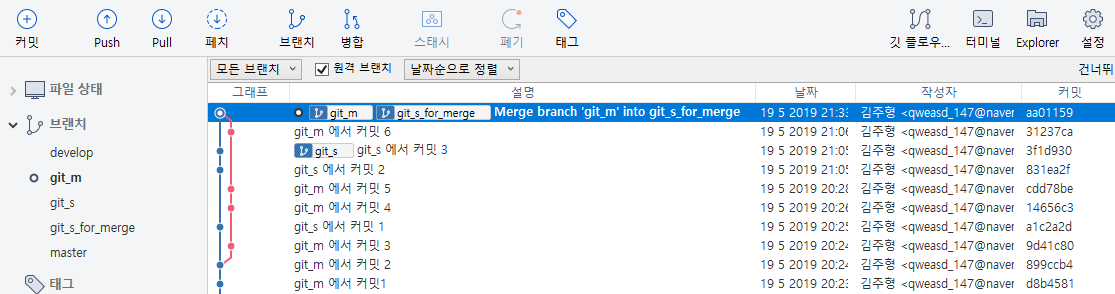 커밋 Push Pull 페치 브랜치 병합 스태시 폐기 태그 깃 플로우... 터미널 Explorer 설정
모든 브랜치 원격 브랜치 날짜순으로 정렬 건너뛰
파일 상태
브랜치
develop
git_m
git_s
git_s_for_merge
master
태그
그래프 설명 날짜 작성자 커밋
git_m git_s_for_merge Merge branch 'git_m' into git_s_for_merge 19 5 2019 21:33 김주형 <qweasd_147@naver aa01159
git_m 에서 커밋 6 19 5 2019 21:06 김주형 <qweasd_147@naver 31237ca
git_s git_s 에서 커밋 3 19 5 2019 21:05 김주형 <qweasd_147@naver 3f1d930
git_s 에서 커밋 2 19 5 2019 21:05 김주형 <qweasd_147@naver 831ea2f
git_m 에서 커밋 5 19 5 2019 20:28 김주형 <qweasd_147@naver cdd78be
git_m 에서 커밋 4 19 5 2019 20:26 김주형 <qweasd_147@naver 14656c3
git_s 에서 커밋 1 19 5 2019 20:25 김주형 <qweasd_147@naver a1c2a2d
git_m 에서 커밋 3 19 5 2019 20:24 김주형 <qweasd_147@naver 9d41c80
git_m 에서 커밋 2 19 5 2019 20:24 김주형 <qweasd_147@naver 899ccb4
git_m 에서 커밋1 19 5 2019 20:24 김주형 <qweasd_147@naver d8b4581